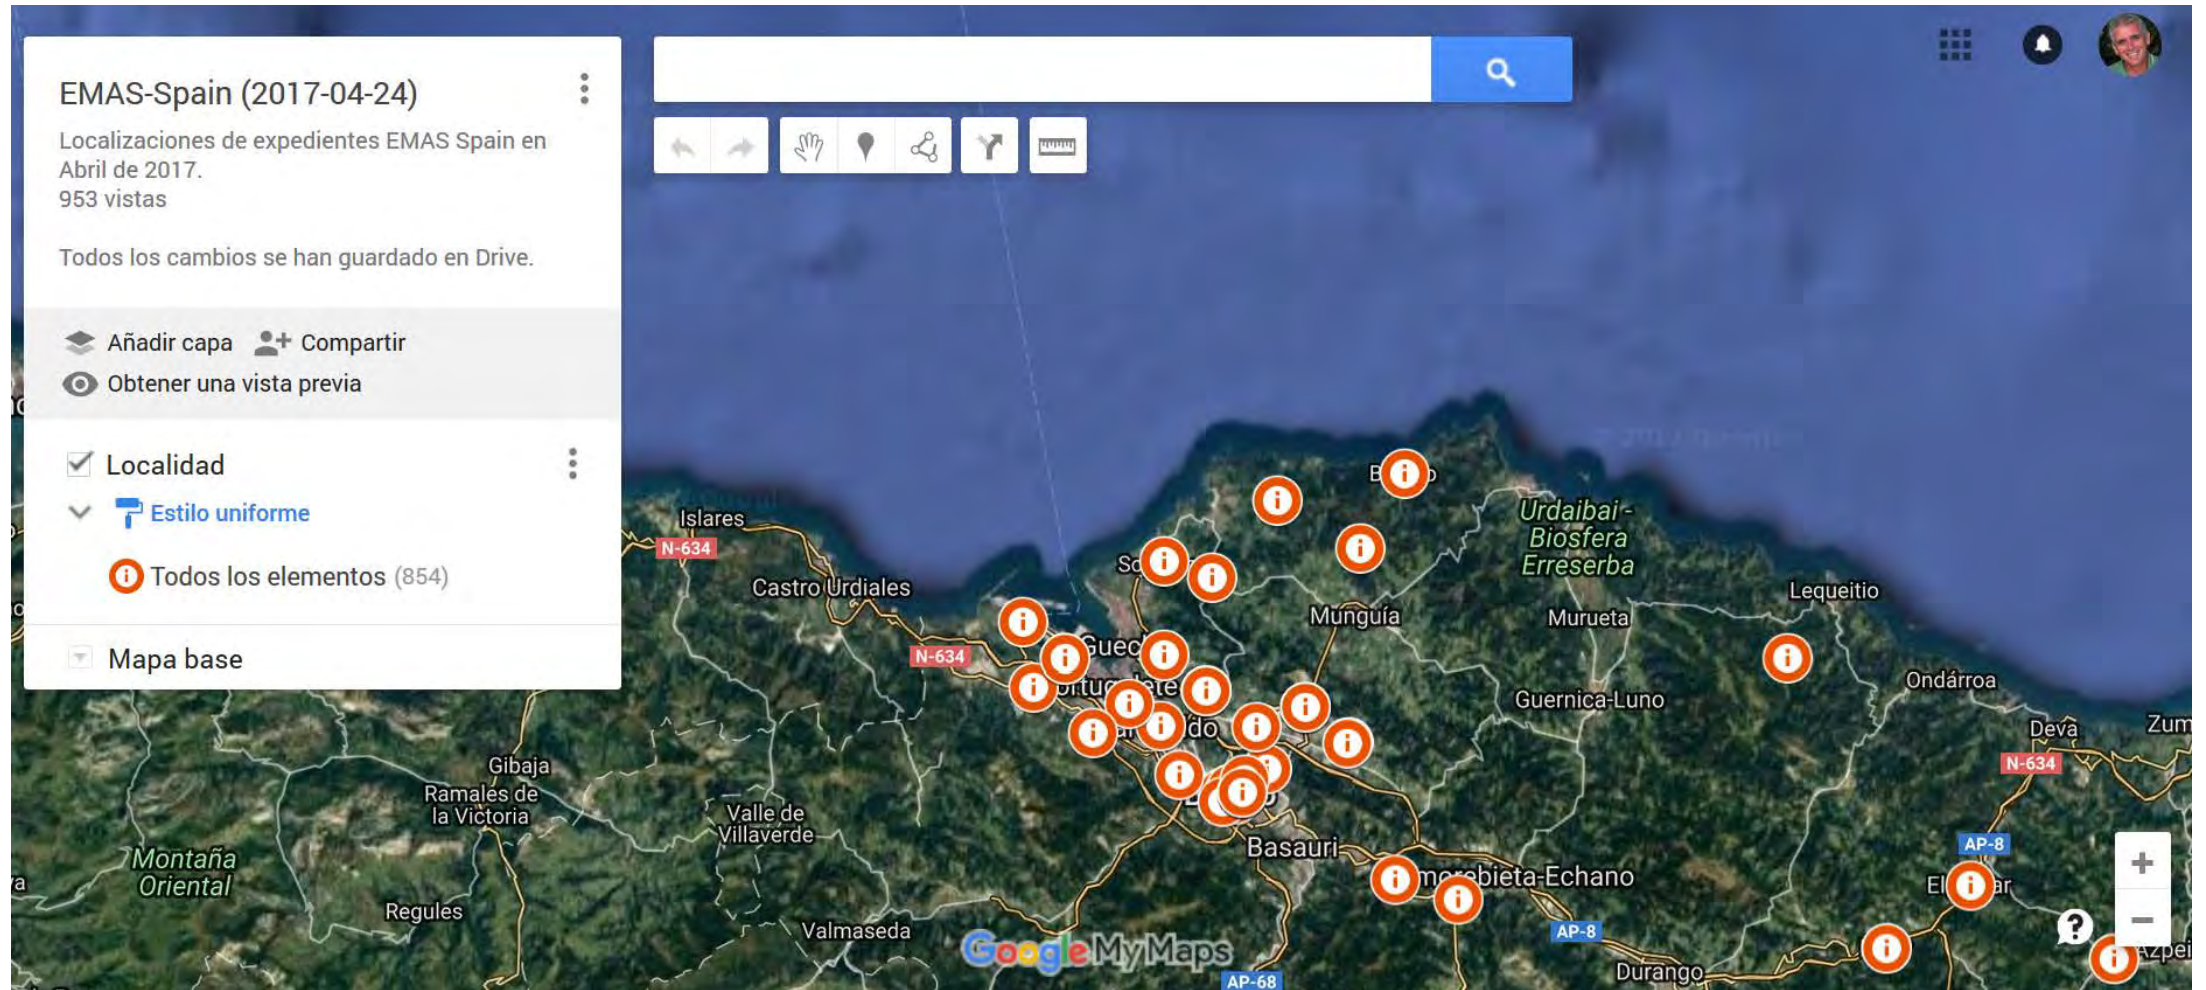 EMAS-Spain (2017-04-24)
Localizaciones de expedientes EMAS Spain en
Abril de 2017.
953 vistas
Todos los cambios se han guardado en Drive.
Añadir capa Compartir
Obtener una vista previa
Localidad
Estilo uniforme
Todos los elementos (854)
Mapa base
Islares
N-634
Castro Urdiales
N-634
Urdaibai -
Biosfera
Erreserba
Lequeitio
Munguía
Murueta
Guernica-Luno
Ondárroa
Deva
Zum
N-634
Gibaja
Ramales de
la Victoria
Valle de
Villaverde
Basauri
AP-8
Montaña
Oriental
Regules
Valmaseda
morebieta-Echano
AP-8
Durango
AP-68
Google My Maps